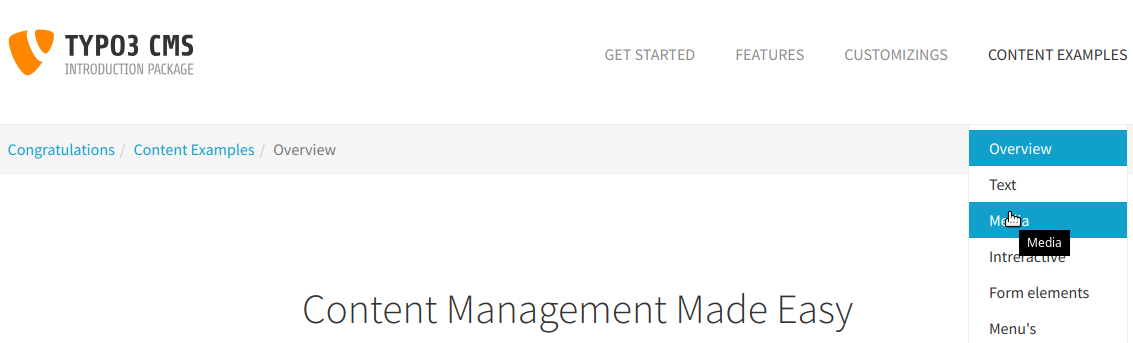 TYPO3 CMS
INTRODUCTION PACKAGE
GET STARTED
FEATURES
CUSTOMIZINGS
CONTENT EXAMPLES
Congratulations / Content Examples / Overview
Overview
Text
Media
Media
Intreractive
Form elements
Menu's
Content Management Made Easy